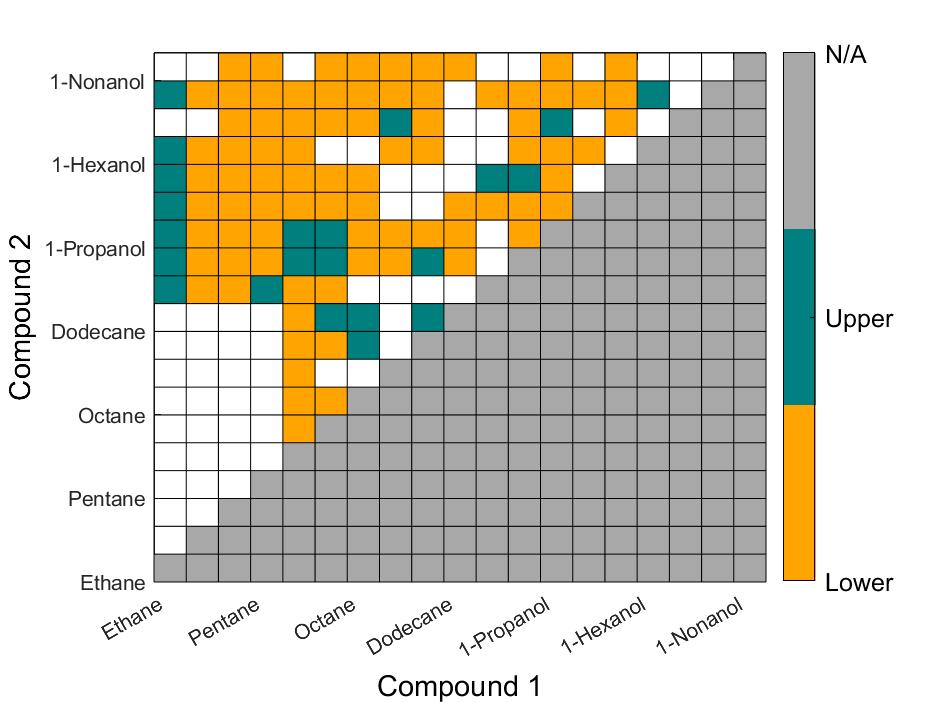 N/A
1-Nonanol
1-Hexanol
1-Propanol
Upper
Compound 2
Dodecane
Octane
Pentane
Ethane
Lower
Ethane
Pentane
Octane
Dodecane
1-Propanol
1-Hexanol
1-Nonanol
Compound 1